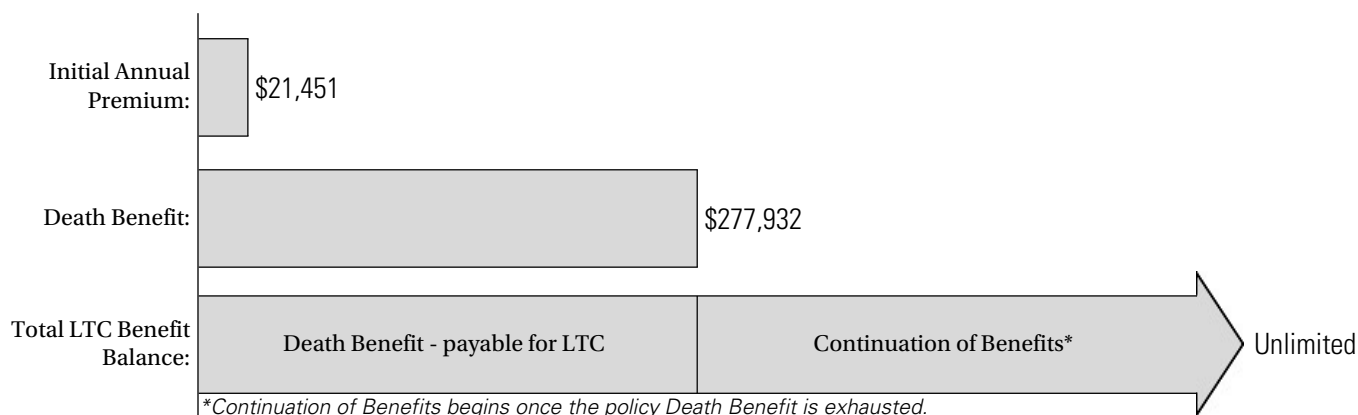 Initial Annual
Premium:
$21,451
Death Benefit:
$277,932
Total LTC Benefit
Balance:
Death Benefit - payable for LTC
Continuation of Benefits*
Unlimited
*Continuation of Benefits begins once the policy Death Benefit is exhausted.